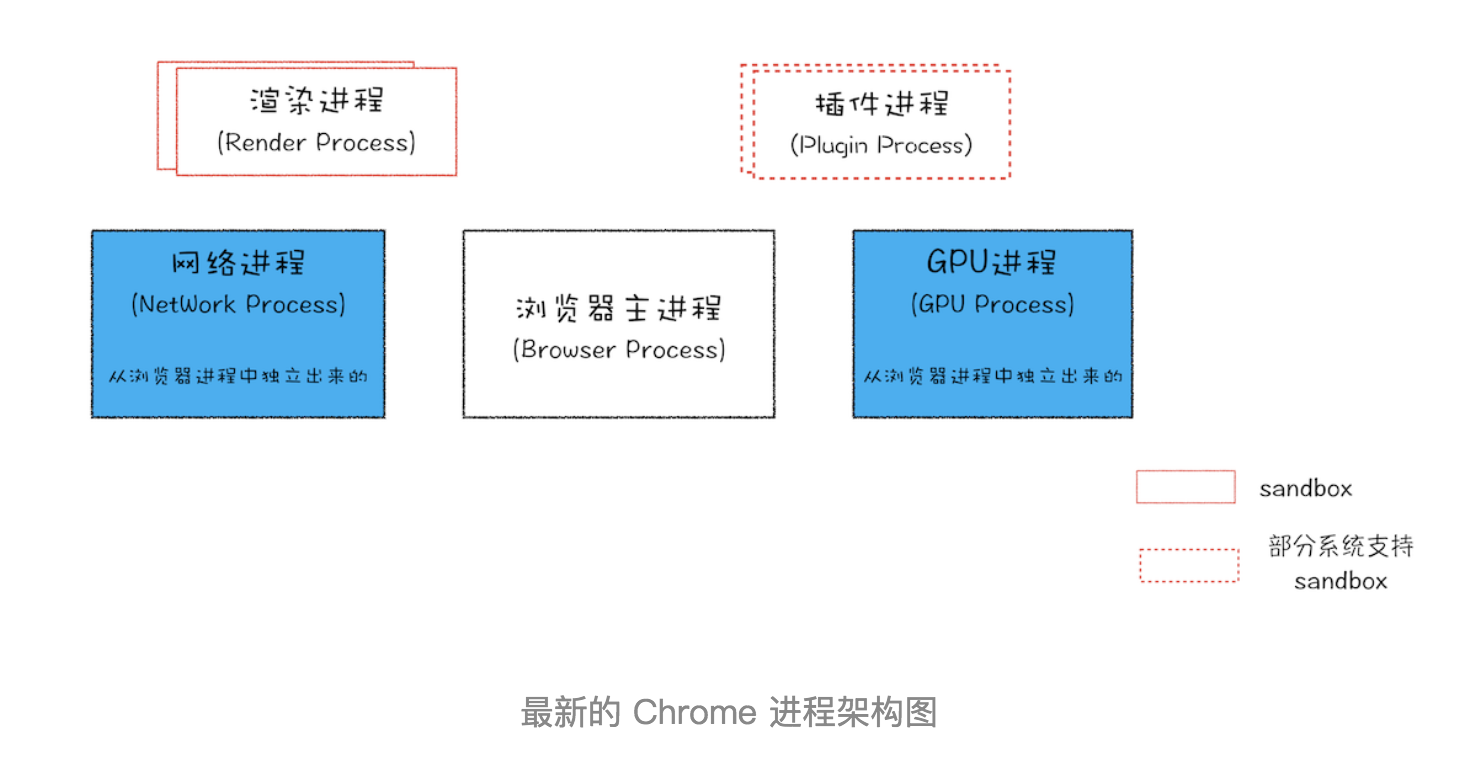 渲染进程
(Render Process)
插件进程
(Plugin Process)
网络进程
(NetWork Process)
从浏览器进程中独立出来的
浏览器主进程
(Browser Process)
GPU进程
(GPU Process)
从浏览器进程中独立出来的
sandbox
部分系统支持
sandbox
最新的 Chrome 进程架构图